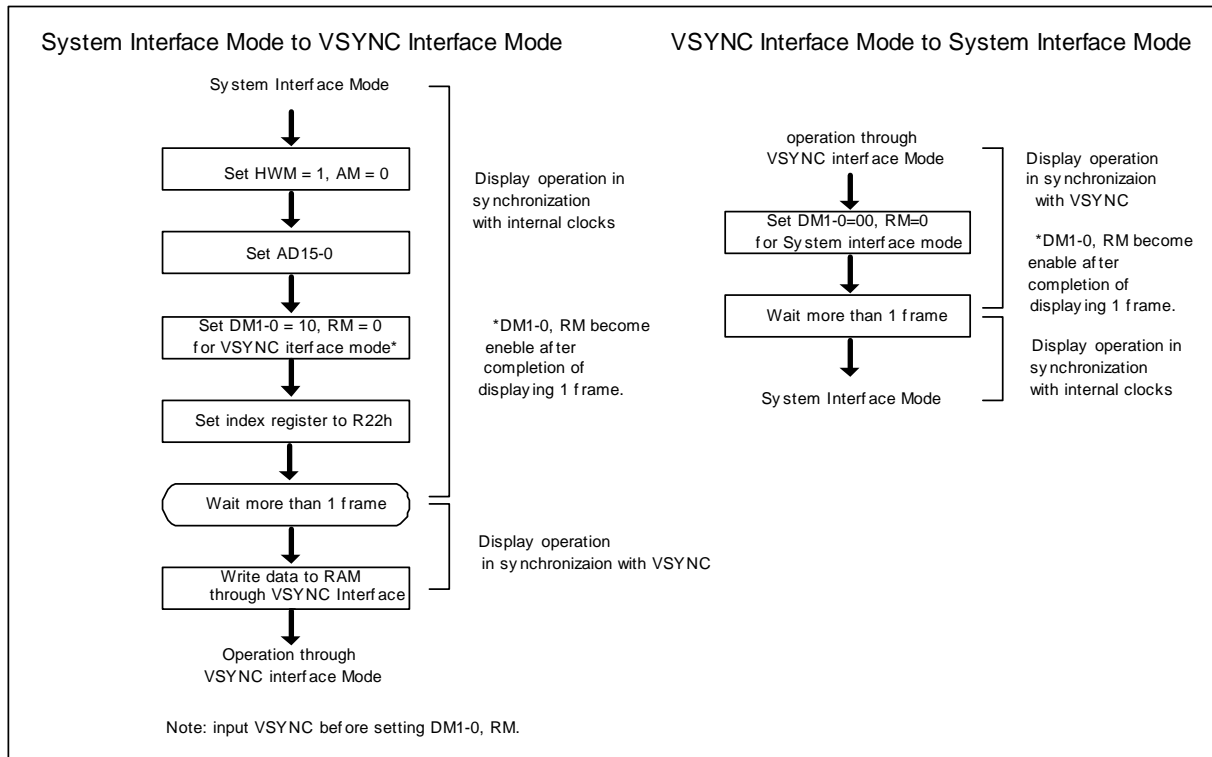 System Interface Mode to VSYNC Interface Mode
System Interface Mode
Set HWM = 1, AM = 0
Set AD15-0
Set DM1-0 = 10, RM = 0
for VSYNC iterface mode*
Set index register to R22h
Wait more than 1 frame
Write data to RAM
through VSYNC Interface
Operation through
VSYNC interface Mode
Display operation in
synchronization
with internal clocks
*DM1-0, RM become
eneble after
completion of
displaying 1 frame.
Display operation
in synchronizaion with VSYNC
Note: input VSYNC before setting DM1-0, RM.
VSYNC Interface Mode to System Interface Mode
operation through
VSYNC interface Mode
Set DM1-0=00, RM=0
for System interface mode
Wait more than 1 frame
System Interface Mode
Display operation
in synchronizaion
with VSYNC
*DM1-0, RM become
enable after
completion of
displaying 1 frame.
Display operation in
synchronization
with internal clocks